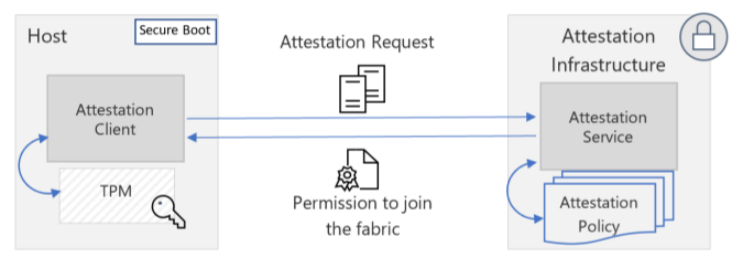 Host
Secure Boot
Attestation
Client
TPM
Attestation Request
Permission to join
the fabric
Attestation
Infrastructure
Attestation
Service
Attestation
Policy